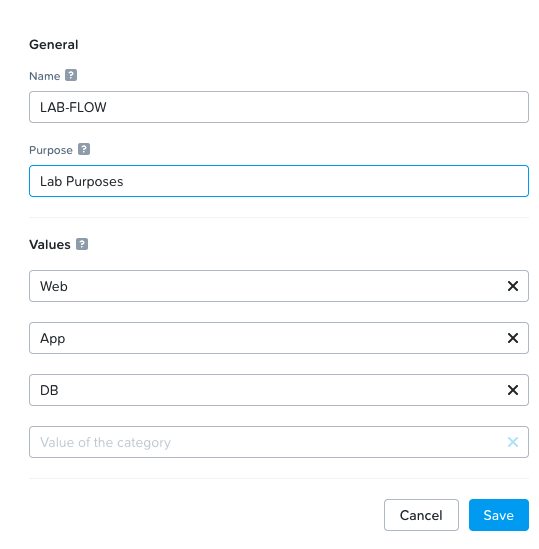 General
Name ?
LAB-FLOW
Purpose ?
Lab Purposes
Values ?
Web
App
DB
Value of the category
Cancel Save